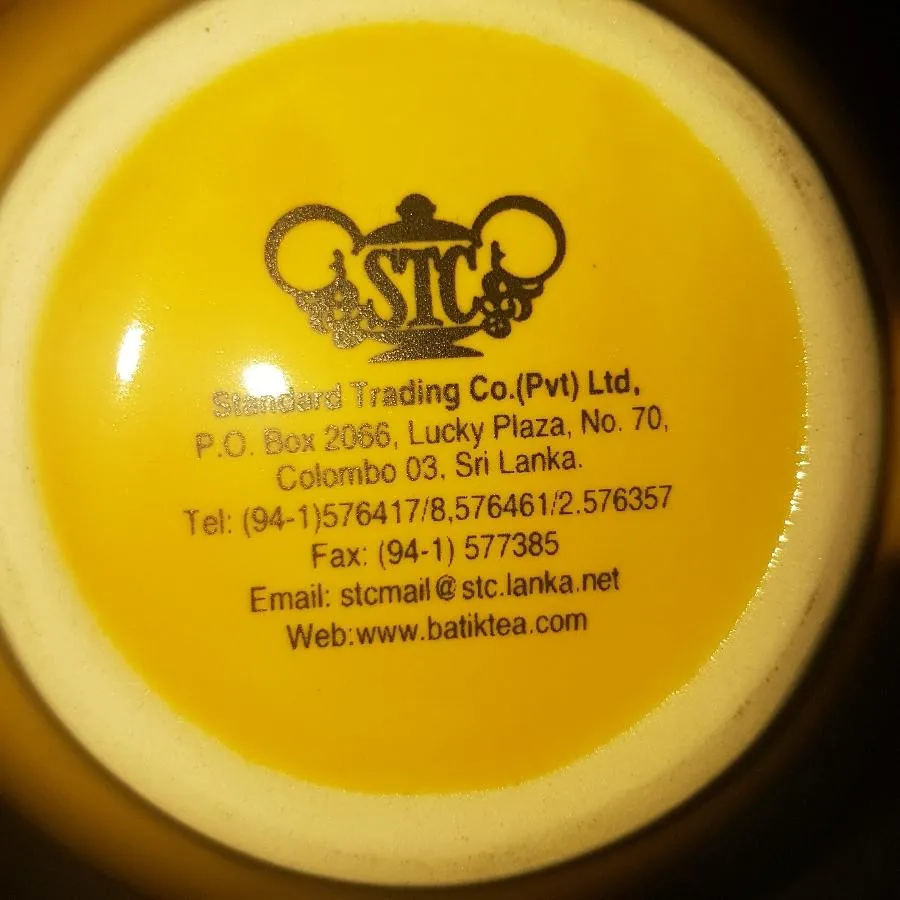 STC
Standard Trading Co.(Pvt) Ltd,
P.O. Box 2066, Lucky Plaza, No. 70,
Colombo 03, Sri Lanka.
Tel: (94-1)576417/8,576461/2.576357
Fax: (94-1) 577385
Email: stcmail@stc.lanka.net
Web:www.batiktea.com